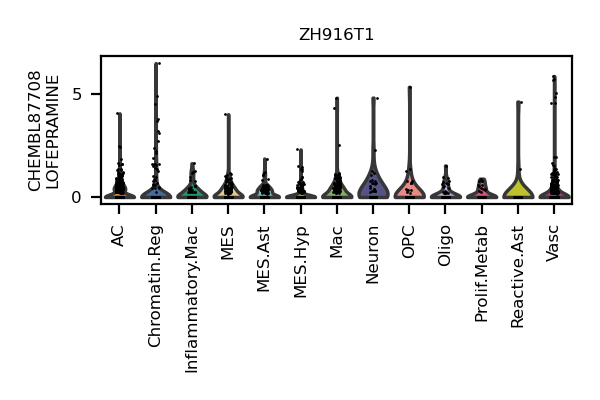 ZH916T1
CHEMBL87708
LOFEPRAMINE
5
0
AC
Chromatin.Reg
Inflammatory.Mac
MES
MES.Ast
MES.Hyp
Mac
Neuron
OPC
Oligo
Prolif.Metab
Reactive.Ast
Vasc